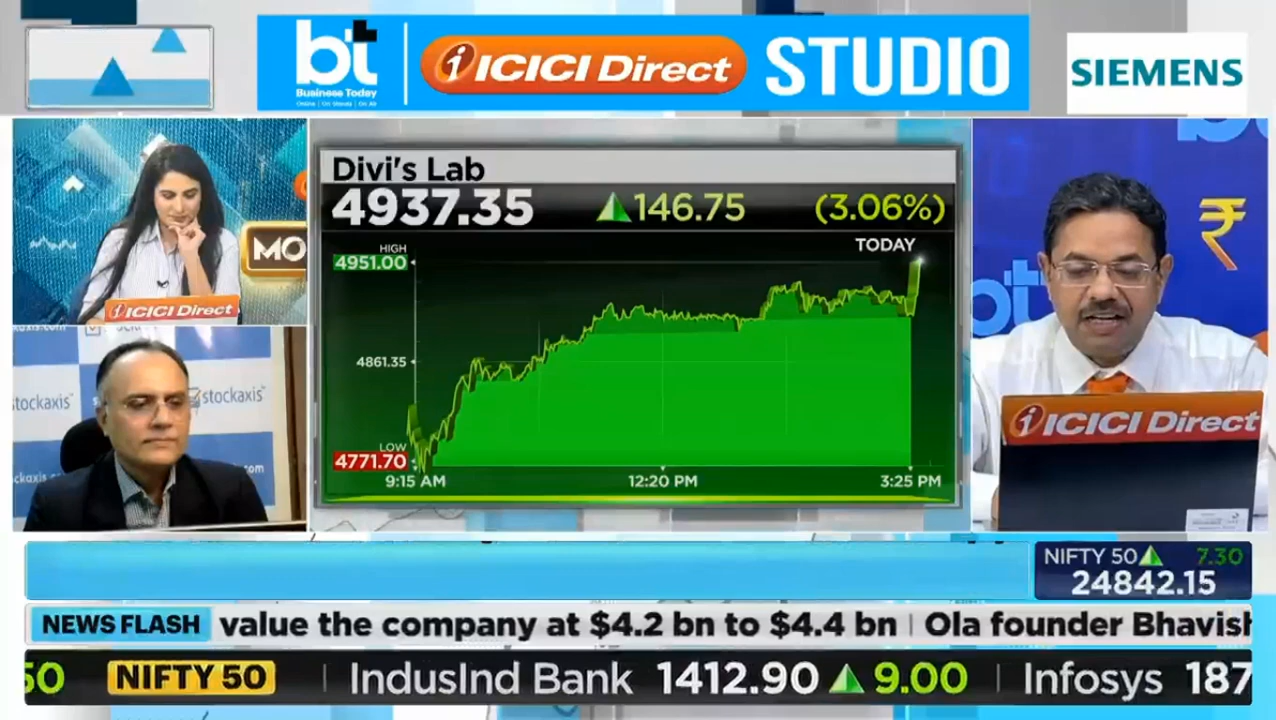 bt
Business Today
ICICI Direct
STUDIO
SIEMENS
MO
ICICI Direct
stockaxis
stockaxis
Divi's Lab
4937.35
146.75
(3.06%)
TODAY
HIGH
4951.00
4861.35
LOW
4771.70
9:15 AM
12:20 PM
3:25 PM
bt
₹
bt
ICICI Direct
NIFTY 50
7.30
24842.15
NEWS FLASH
value the company at $4.2 bn to $4.4 bn | Ola founder Bhavish
50
NIFTY 50
IndusInd Bank 1412.90 9.00
Infosys 187